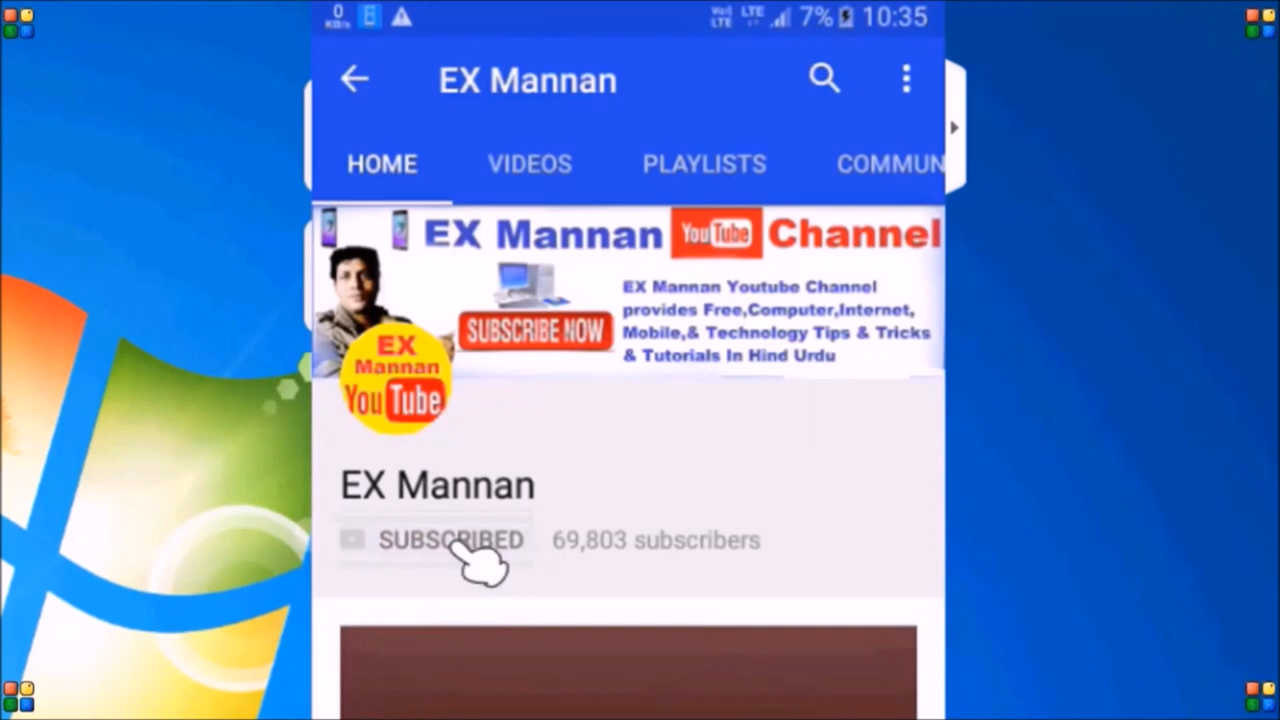 0
KB/s
VoU
LTE
LTE
7%
10:35
EX Mannan
HOME
VIDEOS
PLAYLISTS
COMMUN
EX Mannan YouTube Channel
EX Mannan Youtube Channel
provides Free,Computer,Internet,
Mobile,& Technology Tips & Tricks
& Tutorials In Hind Urdu
SUBSCRIBE NOW
EX
Mannan
YouTube
EX Mannan
SUBSCRIBED
69,803 subscribers